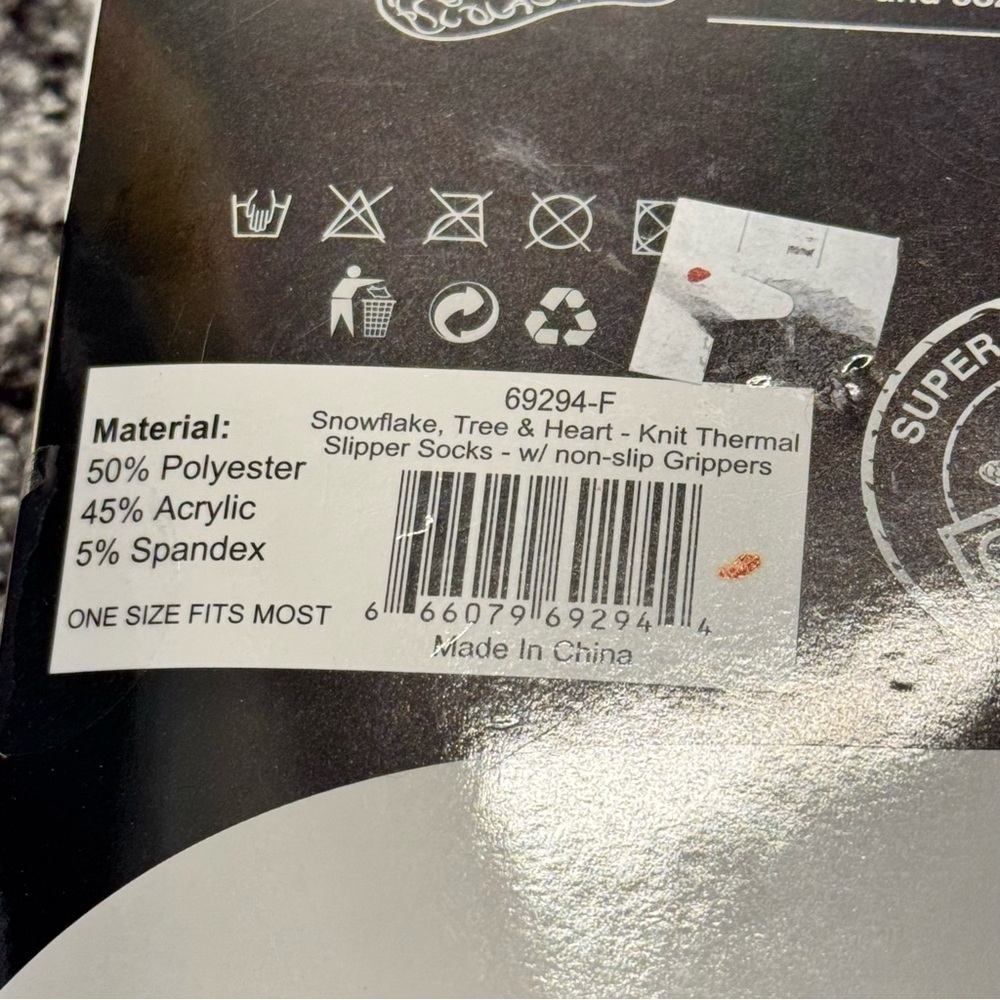 69294-F
Snowflake, Tree & Heart - Knit Thermal
Slipper Socks - w/ non-slip Grippers
Material:
50% Polyester
45% Acrylic
5% Spandex
ONE SIZE FITS MOST
6 66079 69294 4
Made In China
SUPER